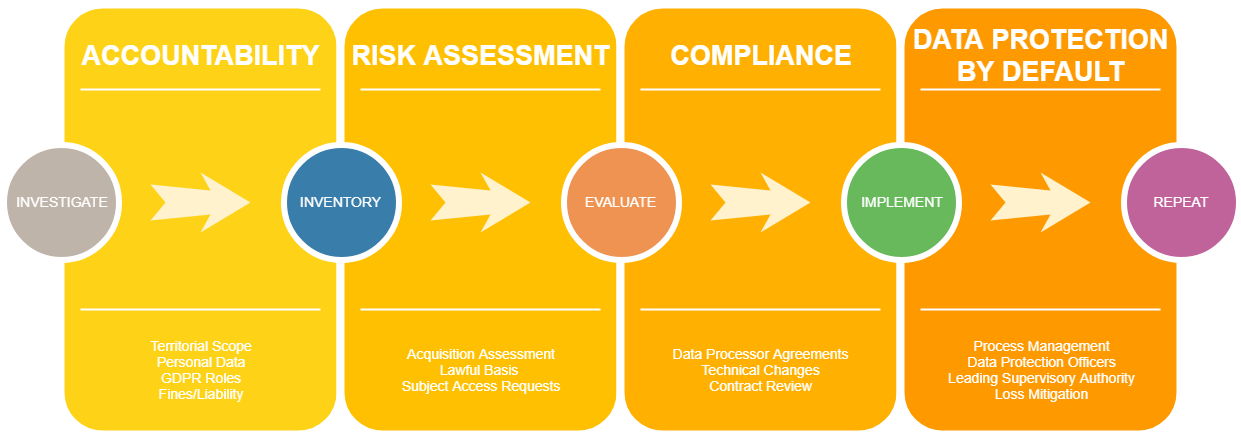 ACCOUNTABILITY
RISK ASSESSMENT
COMPLIANCE
DATA PROTECTION
BY DEFAULT
INVESTIGATE
INVENTORY
EVALUATE
IMPLEMENT
REPEAT
Territorial Scope
Personal Data
GDPR Roles
Fines/Liability
Acquisition Assessment
Lawful Basis
Subject Access Requests
Data Processor Agreements
Technical Changes
Contract Review
Process Management
Data Protection Officers
Leading Supervisory Authority
Loss Mitigation